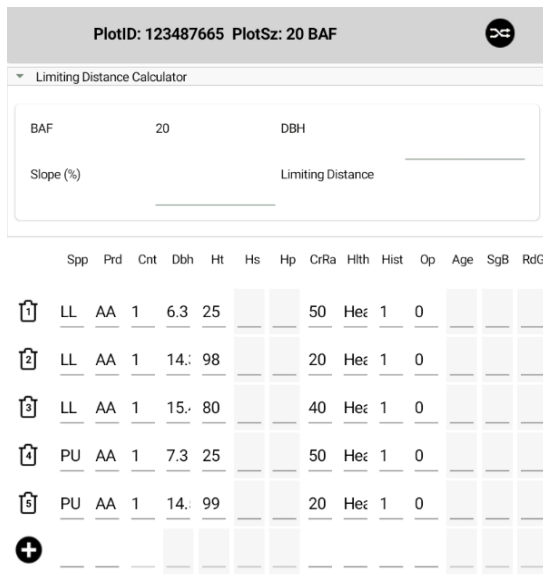 PlotID: 123487665 PlotSz: 20 BAF
Limiting Distance Calculator
BAF 20 DBH
Slope (%) Limiting Distance
Spp Prd Cnt Dbh Ht Hs Hp CrRa Hlth Hist Op Age SgB RdG
1 LL AA 1 6.3 25 50 Hea 1 0
2 LL AA 1 14. 98 20 Hea 1 0
3 LL AA 1 15. 80 40 Hea 1 0
4 PU AA 1 7.3 25 50 Hea 1 0
5 PU AA 1 14. 99 20 Hea 1 0